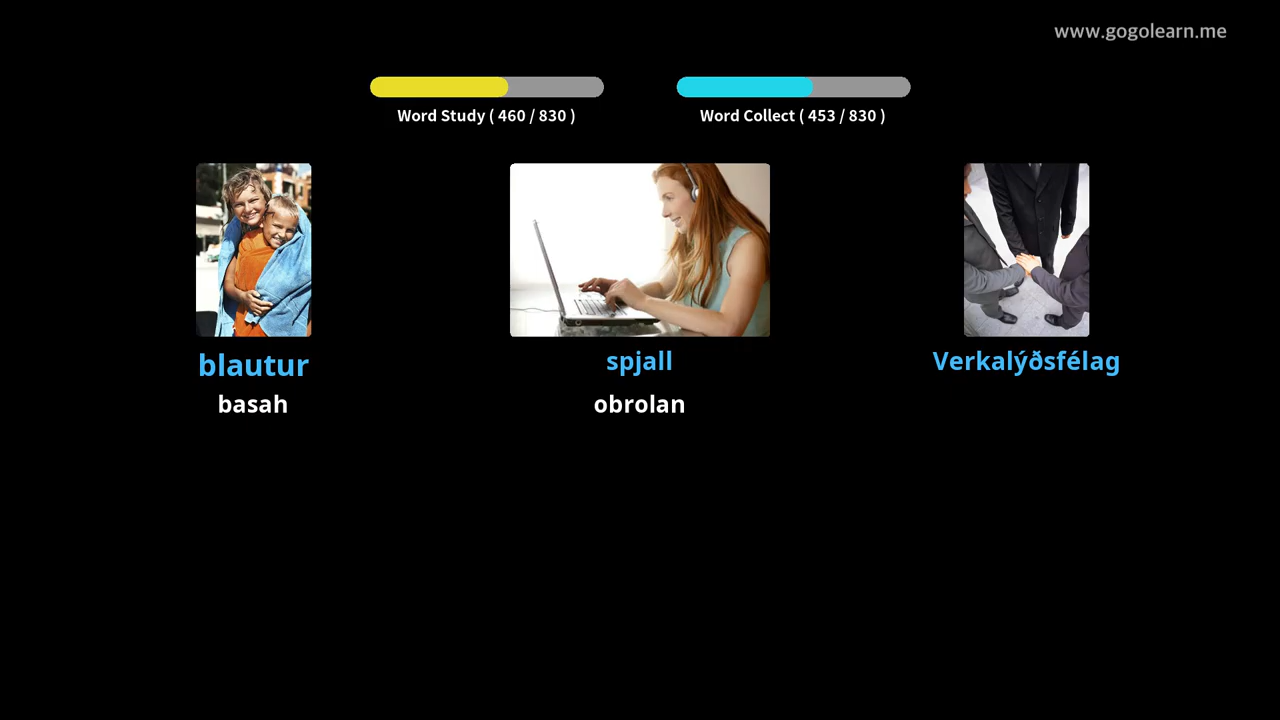 www.gogolearn.me
Word Study ( 460 / 830 )
Word Collect ( 453 / 830 )
blautur
spjall
Verkalýðsfélag
basah
obrolan